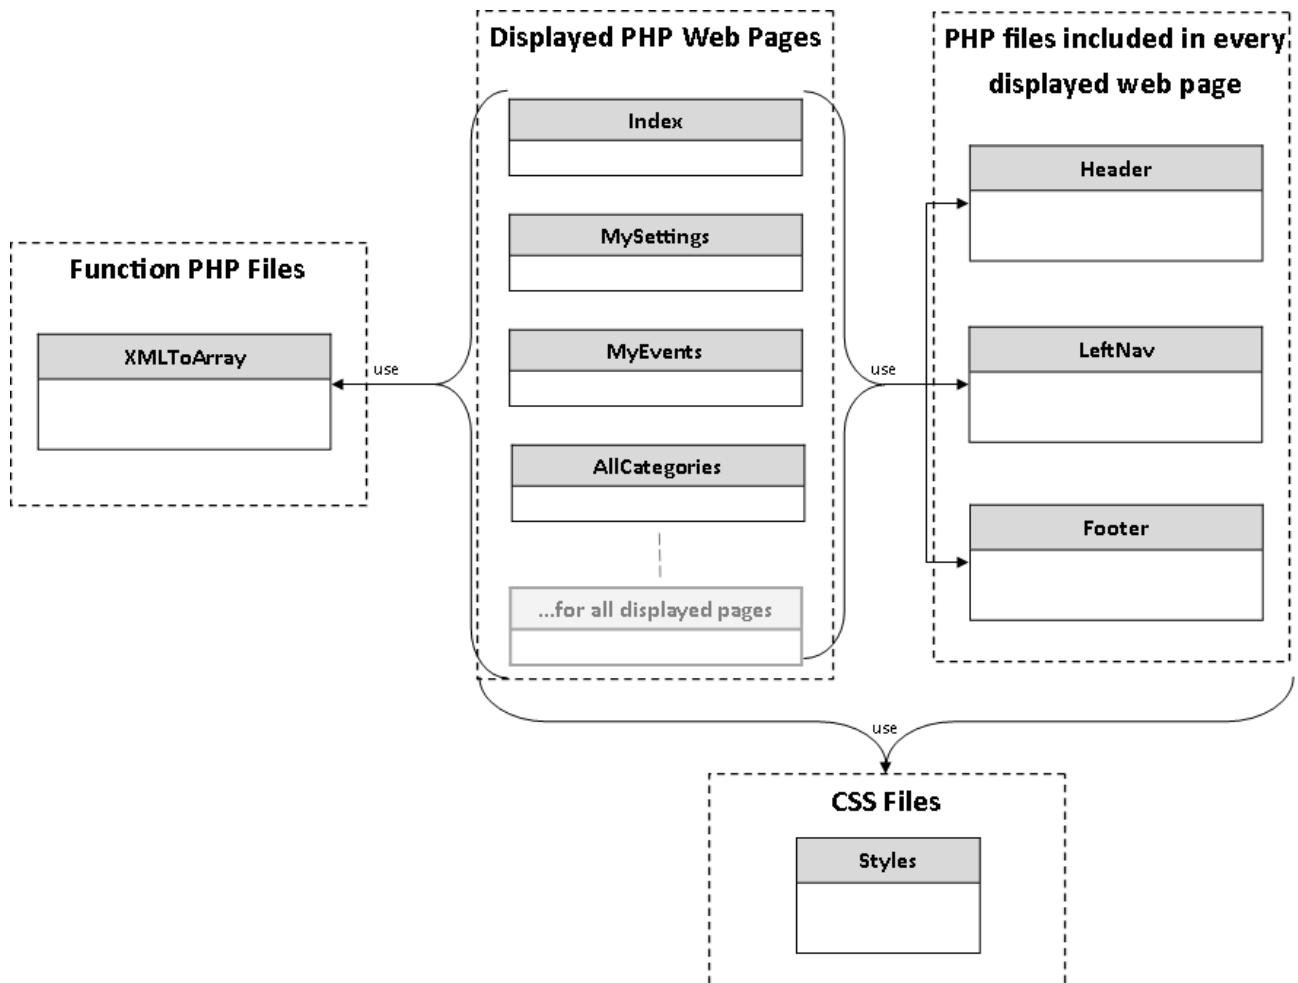 Displayed PHP Web Pages
Index
MySettings
MyEvents
AllCategories
...for all displayed pages
PHP files included in every
displayed web page
Header
LeftNav
Footer
Function PHP Files
XMLToArray
use
use
use
CSS Files
Styles